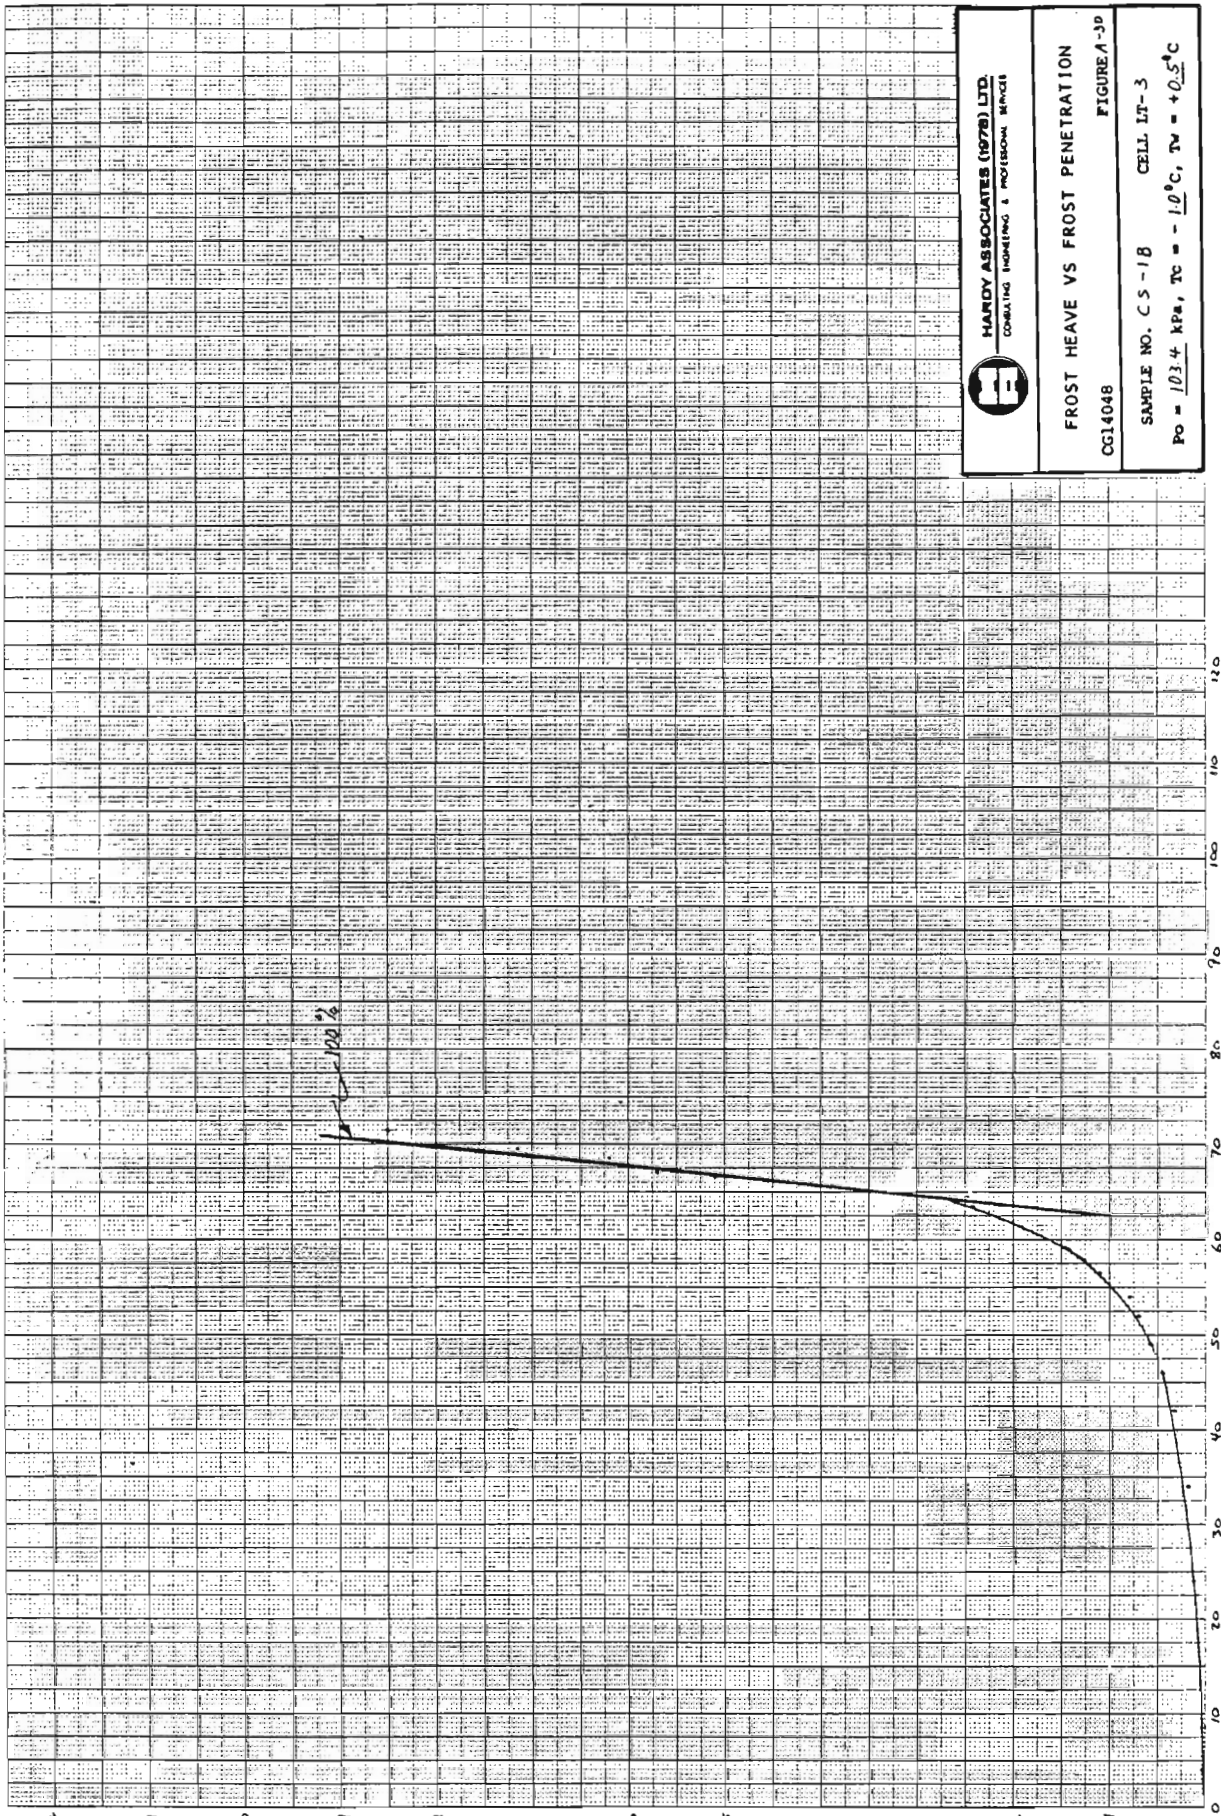 HARDY ASSOCIATES (1978) LTD.
CONSULTING ENGINEERING & PROFESSIONAL SERVICES
FROST HEAVE VS FROST PENETRATION
CG14048 FIGURE A-3D
SAMPLE NO. CS-1B CELL LT-3
Po = 103.4 kPa, Tc = -1.0°C, Tw = +0.5°C
100%
0 10 20 30 40 50 60 70 80 90 100 110 120